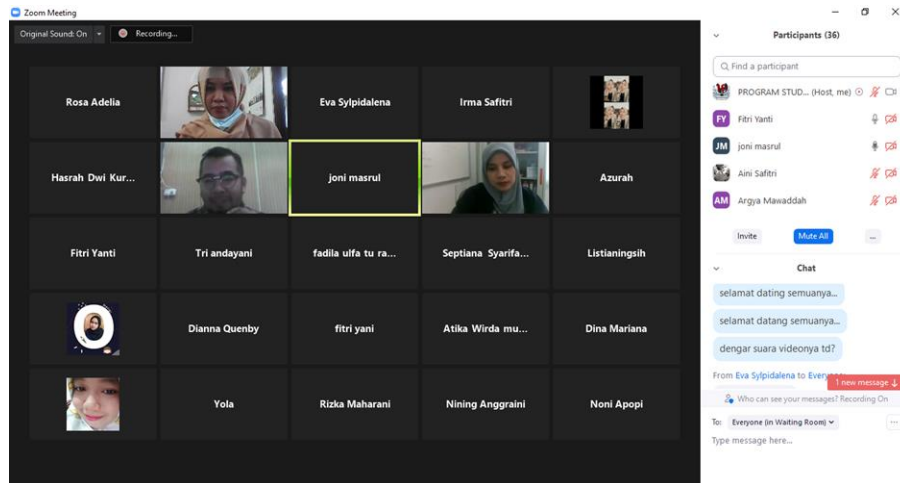 Zoom Meeting
Original Sound: On
Recording...
Rosa Adelia
Eva Sylpidalena
Irma Safitri
Hasrah Dwi Kur...
joni masrul
Azurah
Fitri Yanti
Tri andayani
fadila ulfa tu ra...
Septiana Syarifa...
Listianingsih
Dianna Quenby
fitri yani
Atika Wirda mu...
Dina Mariana
Yola
Rizka Maharani
Nining Anggraini
Noni Apopi
Participants (36)
Find a participant
PROGRAM STUD... (Host, me)
FY Fitri Yanti
JM joni masrul
Aini Safitri
AM Argya Mawaddah
Invite
Mute All
...
Chat
selamat dating semuanya...
selamat datang semuanya...
dengar suara videonya td?
From Eva Sylpidalena to Everyone
1 new message
Who can see your messages? Recording On
To: Everyone (in Waiting Room)
...
Type message here...